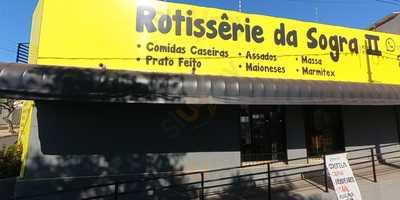 Rotissêrie da Sogra II
• Comidas Caseiras • Assados • Massa
• Prato Feito • Maioneses • Marmitex